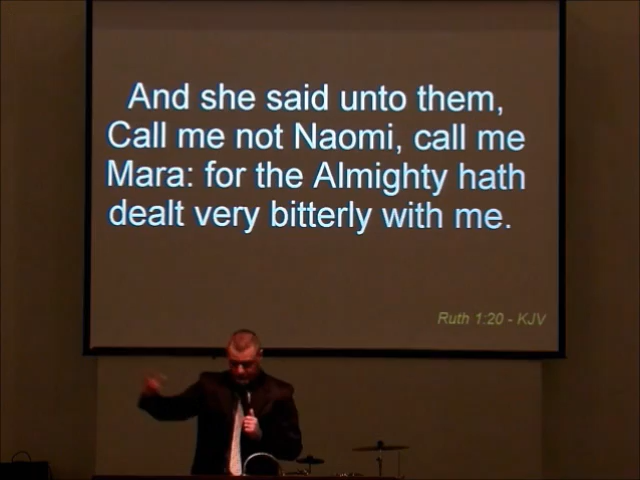 And she said unto them,
Call me not Naomi, call me
Mara: for the Almighty hath
dealt very bitterly with me.
Ruth 1:20 - KJV